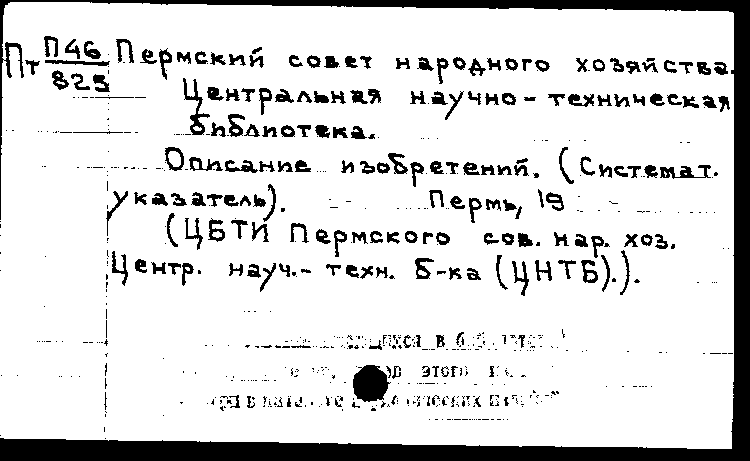 Пт П46 Пермский совет народного хозяйства.
825 Центральная научно-техническая
библиотека.
Описание изобретений. (Системат.
указатель). Пермь, 19
(ЦБТИ Пермского сов. нар. хоз.
Центр. науч.-техн. б-ка (ЦНТБ).).
в
этого
в